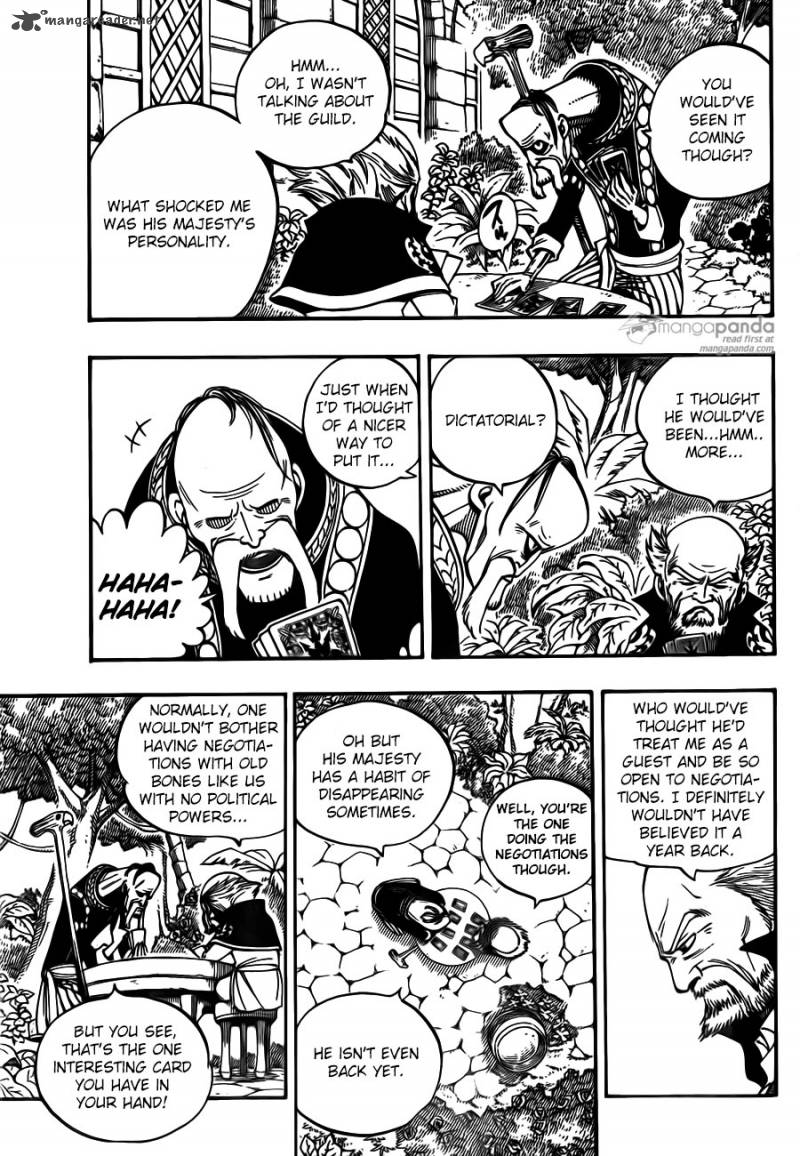 mangareader.net
YOU
WOULD'VE
SEEN IT
COMING
THOUGH?
HMM...
OH, I WASN'T
TALKING ABOUT
THE GUILD.
WHAT SHOCKED ME
WAS HIS MAJESTY'S
PERSONALITY.
mangapanda
read first at
mangapanda.com
I THOUGHT
HE WOULD'VE
BEEN...HMM..
MORE...
DICTATORIAL?
JUST WHEN
I'D THOUGHT
OF A NICER
WAY TO
PUT IT...
HAHA-
HAHA!
WHO WOULD'VE
THOUGHT HE'D
TREAT ME AS A
GUEST AND BE SO
OPEN TO NEGOTIA-
TIONS. I DEFINITELY
WOULDN'T HAVE
BELIEVED IT A
YEAR BACK.
OH BUT
HIS MAJESTY
HAS A HABIT OF
DISAPPEARING
SOMETIMES.
WELL, YOU'RE
THE ONE
DOING THE
NEGOTIATIONS
THOUGH.
HE ISN'T EVEN
BACK YET.
NORMALLY, ONE
WOULDN'T BOTHER
HAVING NEGOTIA-
TIONS WITH OLD
BONES LIKE US
WITH NO POLITICAL
POWERS...
BUT YOU SEE,
THAT'S THE ONE
INTERESTING CARD
YOU HAVE IN
YOUR HAND!